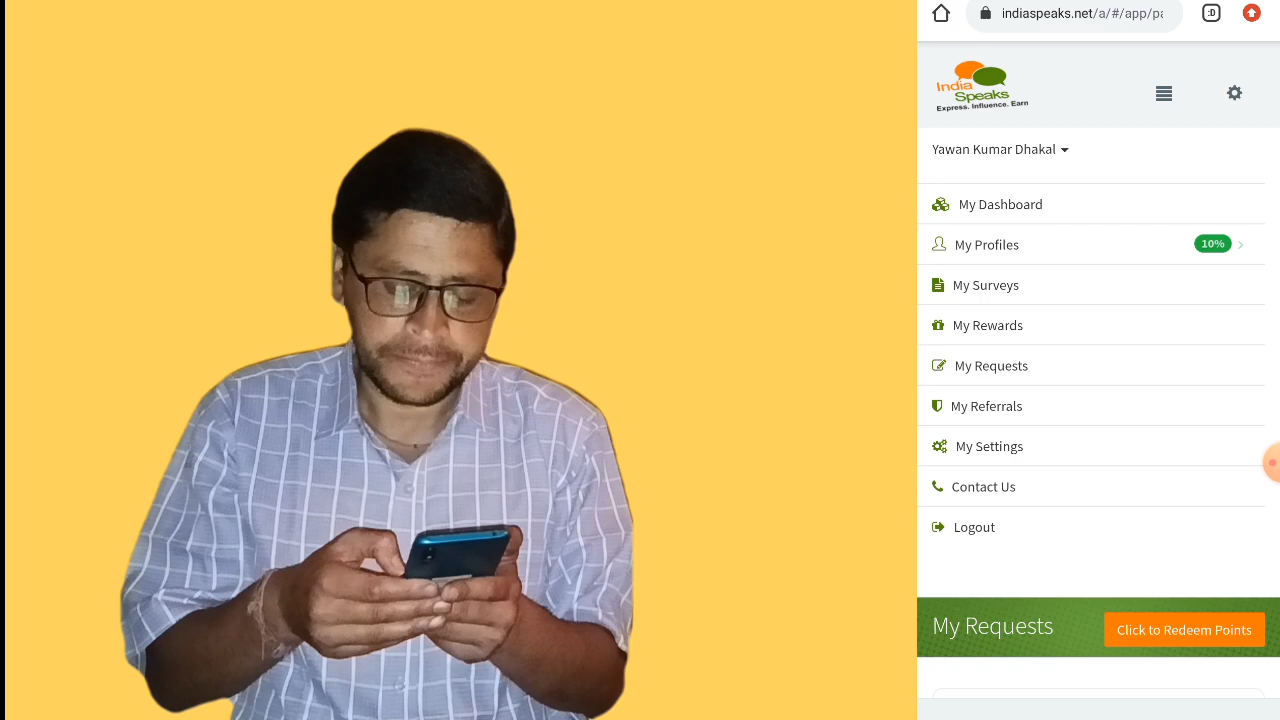 :D
indiaspeaks.net/a/#/app/pa
India
Speaks
Express. Influence. Earn
Yawan Kumar Dhakal
My Dashboard
My Profiles
10%
My Surveys
My Rewards
My Requests
My Referrals
My Settings
Contact Us
Logout
My Requests
Click to Redeem Points